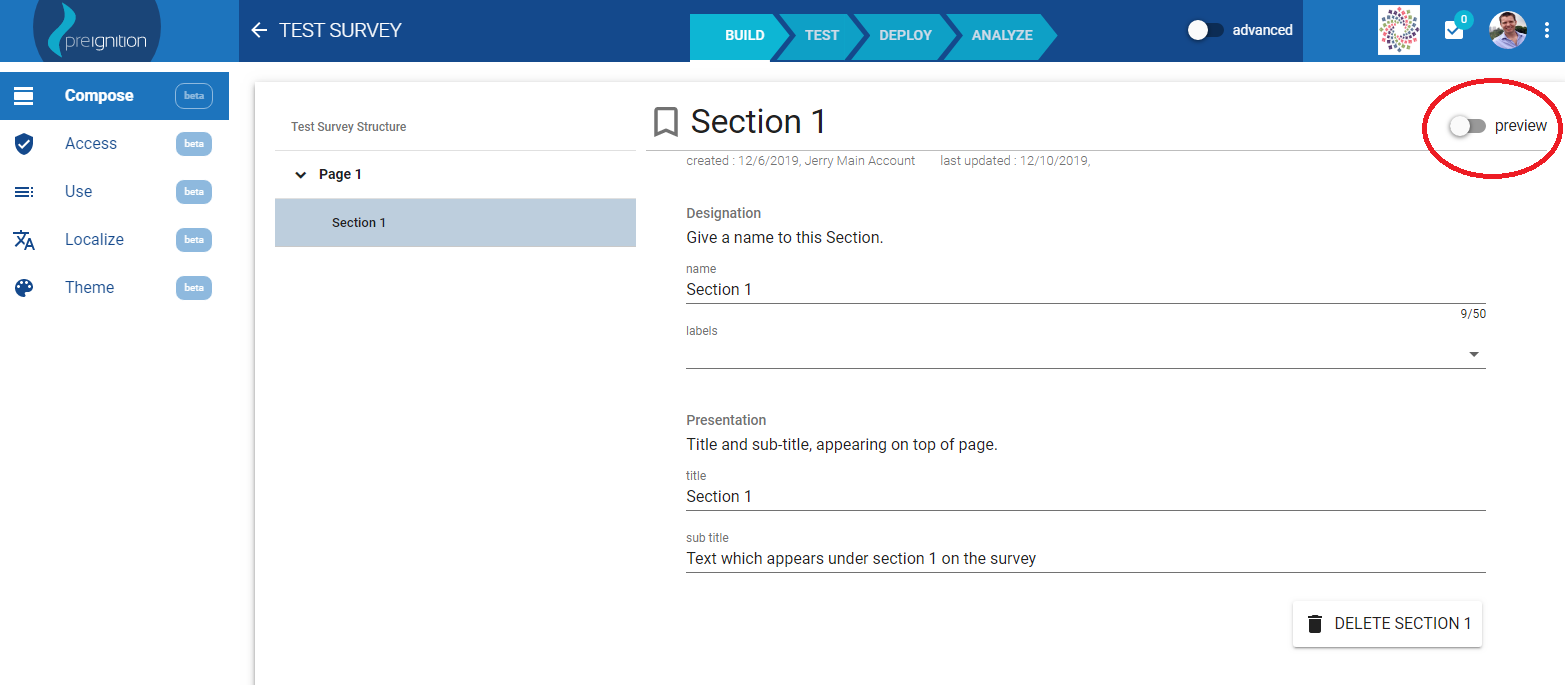 preignition
TEST SURVEY
BUILD
TEST
DEPLOY
ANALYZE
advanced
0
Compose
beta
Access
beta
Use
beta
Localize
beta
Theme
beta
Test Survey Structure
Page 1
Section 1
Section 1
preview
created : 12/6/2019, Jerry Main Account
last updated : 12/10/2019,
Designation
Give a name to this Section.
name
Section 1
9/50
labels
Presentation
Title and sub-title, appearing on top of page.
title
Section 1
sub title
Text which appears under section 1 on the survey
DELETE SECTION 1